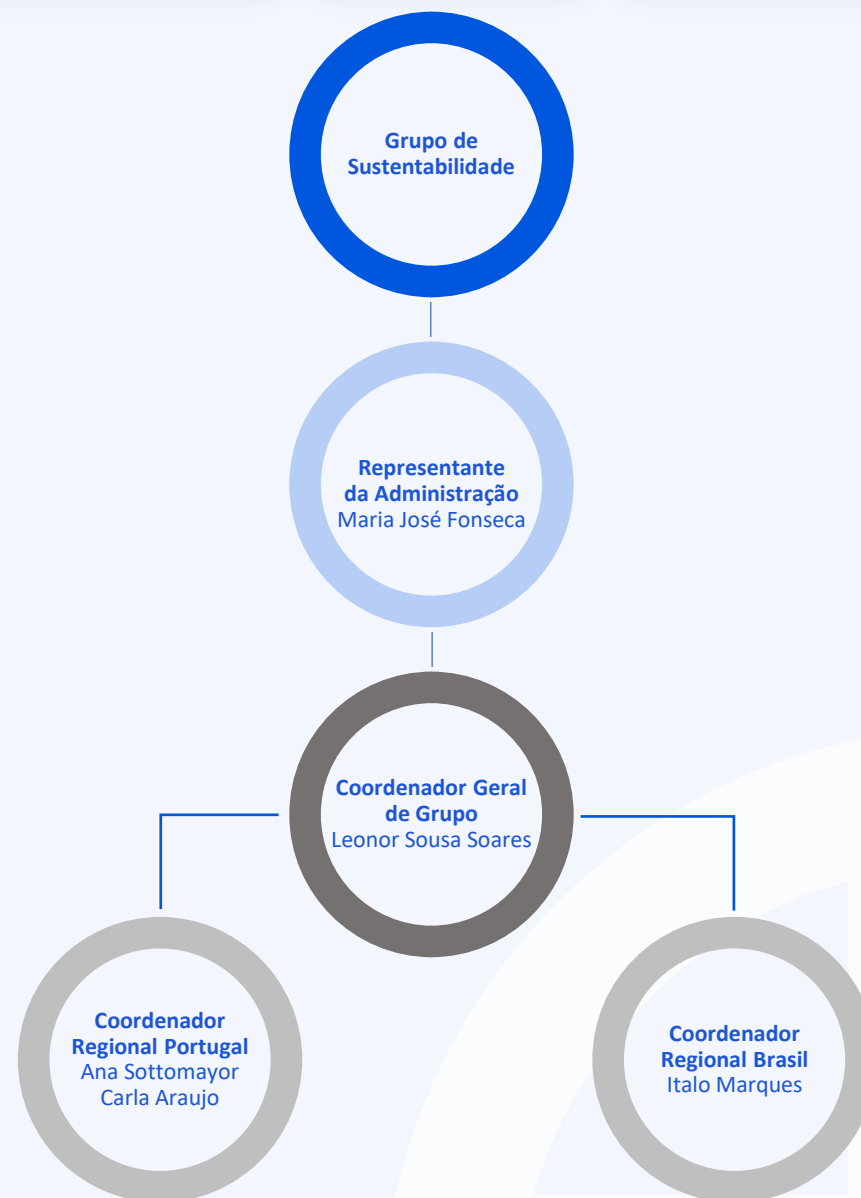 Grupo de
Sustentabilidade
Representante
da Administração
Maria José Fonseca
Coordenador Geral
de Grupo
Leonor Sousa Soares
Coordenador
Regional Portugal
Ana Sottomayor
Carla Araujo
Coordenador
Regional Brasil
Italo Marques